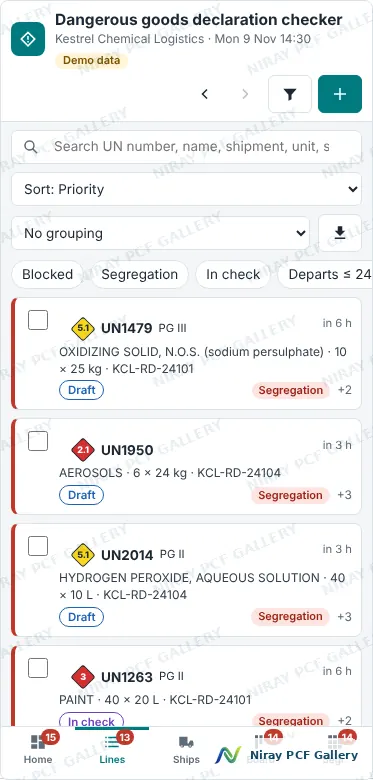 Dangerous goods declaration checker
Kestrel Chemical Logistics · Mon 9 Nov 14:30
Demo data
Search UN number, name, shipment, unit, s
Sort: Priority
No grouping
Blocked
Segregation
In check
Departs ≤ 24
5.1 UN1479 PG III in 6 h
OXIDIZING SOLID, N.O.S. (sodium persulphate) · 10
× 25 kg · KCL-RD-24101
Draft Segregation +2
2.1 UN1950 in 3 h
AEROSOLS · 6 × 24 kg · KCL-RD-24104
Draft Segregation +3
5.1 UN2014 PG II in 3 h
HYDROGEN PEROXIDE, AQUEOUS SOLUTION · 40
× 10 L · KCL-RD-24104
Draft Segregation +3
3 UN1263 PG II in 6 h
PAINT · 40 × 20 L · KCL-RD-24101
In check Segregation +2
15 13 14 14
Home Lines Ships
Niray PCF Gallery
NIRAY PCF GALLERY